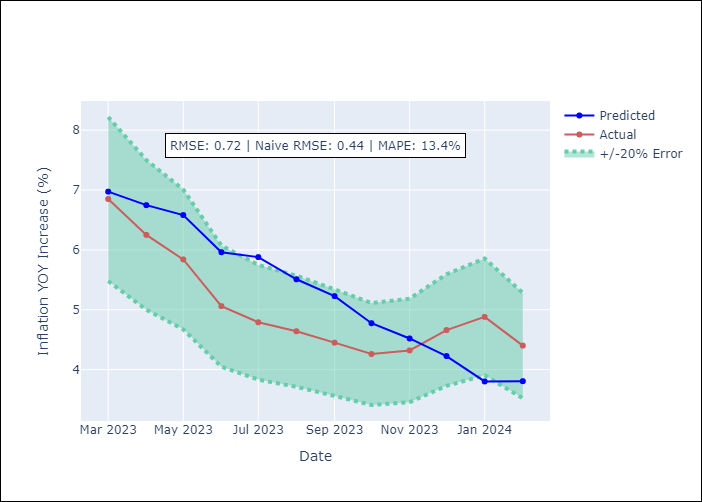 RMSE: 0.72 | Naive RMSE: 0.44 | MAPE: 13.4%
Predicted
Actual
+/-20% Error
Inflation YOY Increase (%)
8
7
6
5
4
Mar 2023
May 2023
Jul 2023
Sep 2023
Nov 2023
Jan 2024
Date